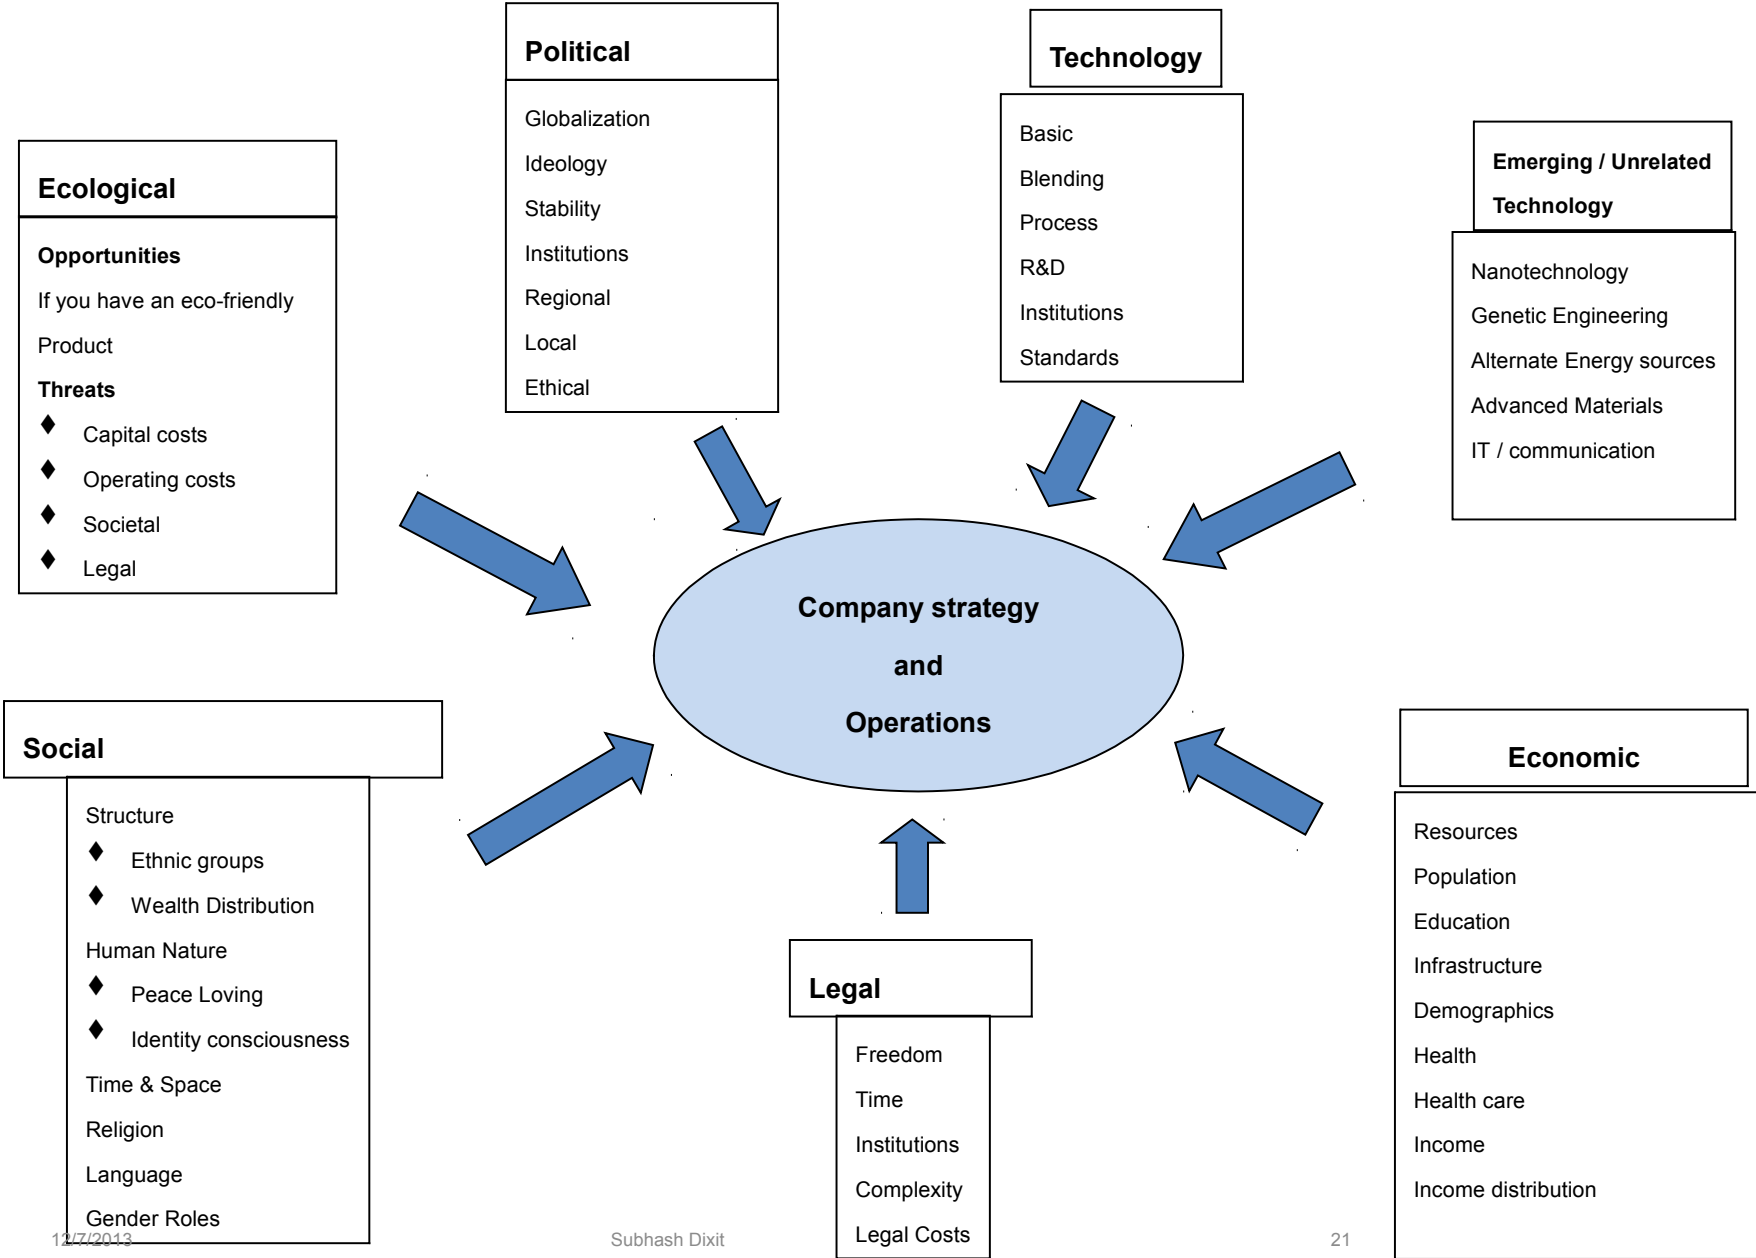 Political
Globalization
Ideology
Stability
Institutions
Regional
Local
Ethical
Technology
Basic
Blending
Process
R&D
Institutions
Standards
Emerging / Unrelated
Technology
Nanotechnology
Genetic Engineering
Alternate Energy sources
Advanced Materials
IT / communication
Ecological
Opportunities
If you have an eco-friendly
Product
Threats
♦ Capital costs
♦ Operating costs
♦ Societal
♦ Legal
Company strategy
and
Operations
Social
Structure
♦ Ethnic groups
♦ Wealth Distribution
Human Nature
♦ Peace Loving
♦ Identity consciousness
Time & Space
Religion
Language
Gender Roles
Legal
Freedom
Time
Institutions
Complexity
Legal Costs
Economic
Resources
Population
Education
Infrastructure
Demographics
Health
Health care
Income
Income distribution
12/7/2013
Subhash Dixit
21